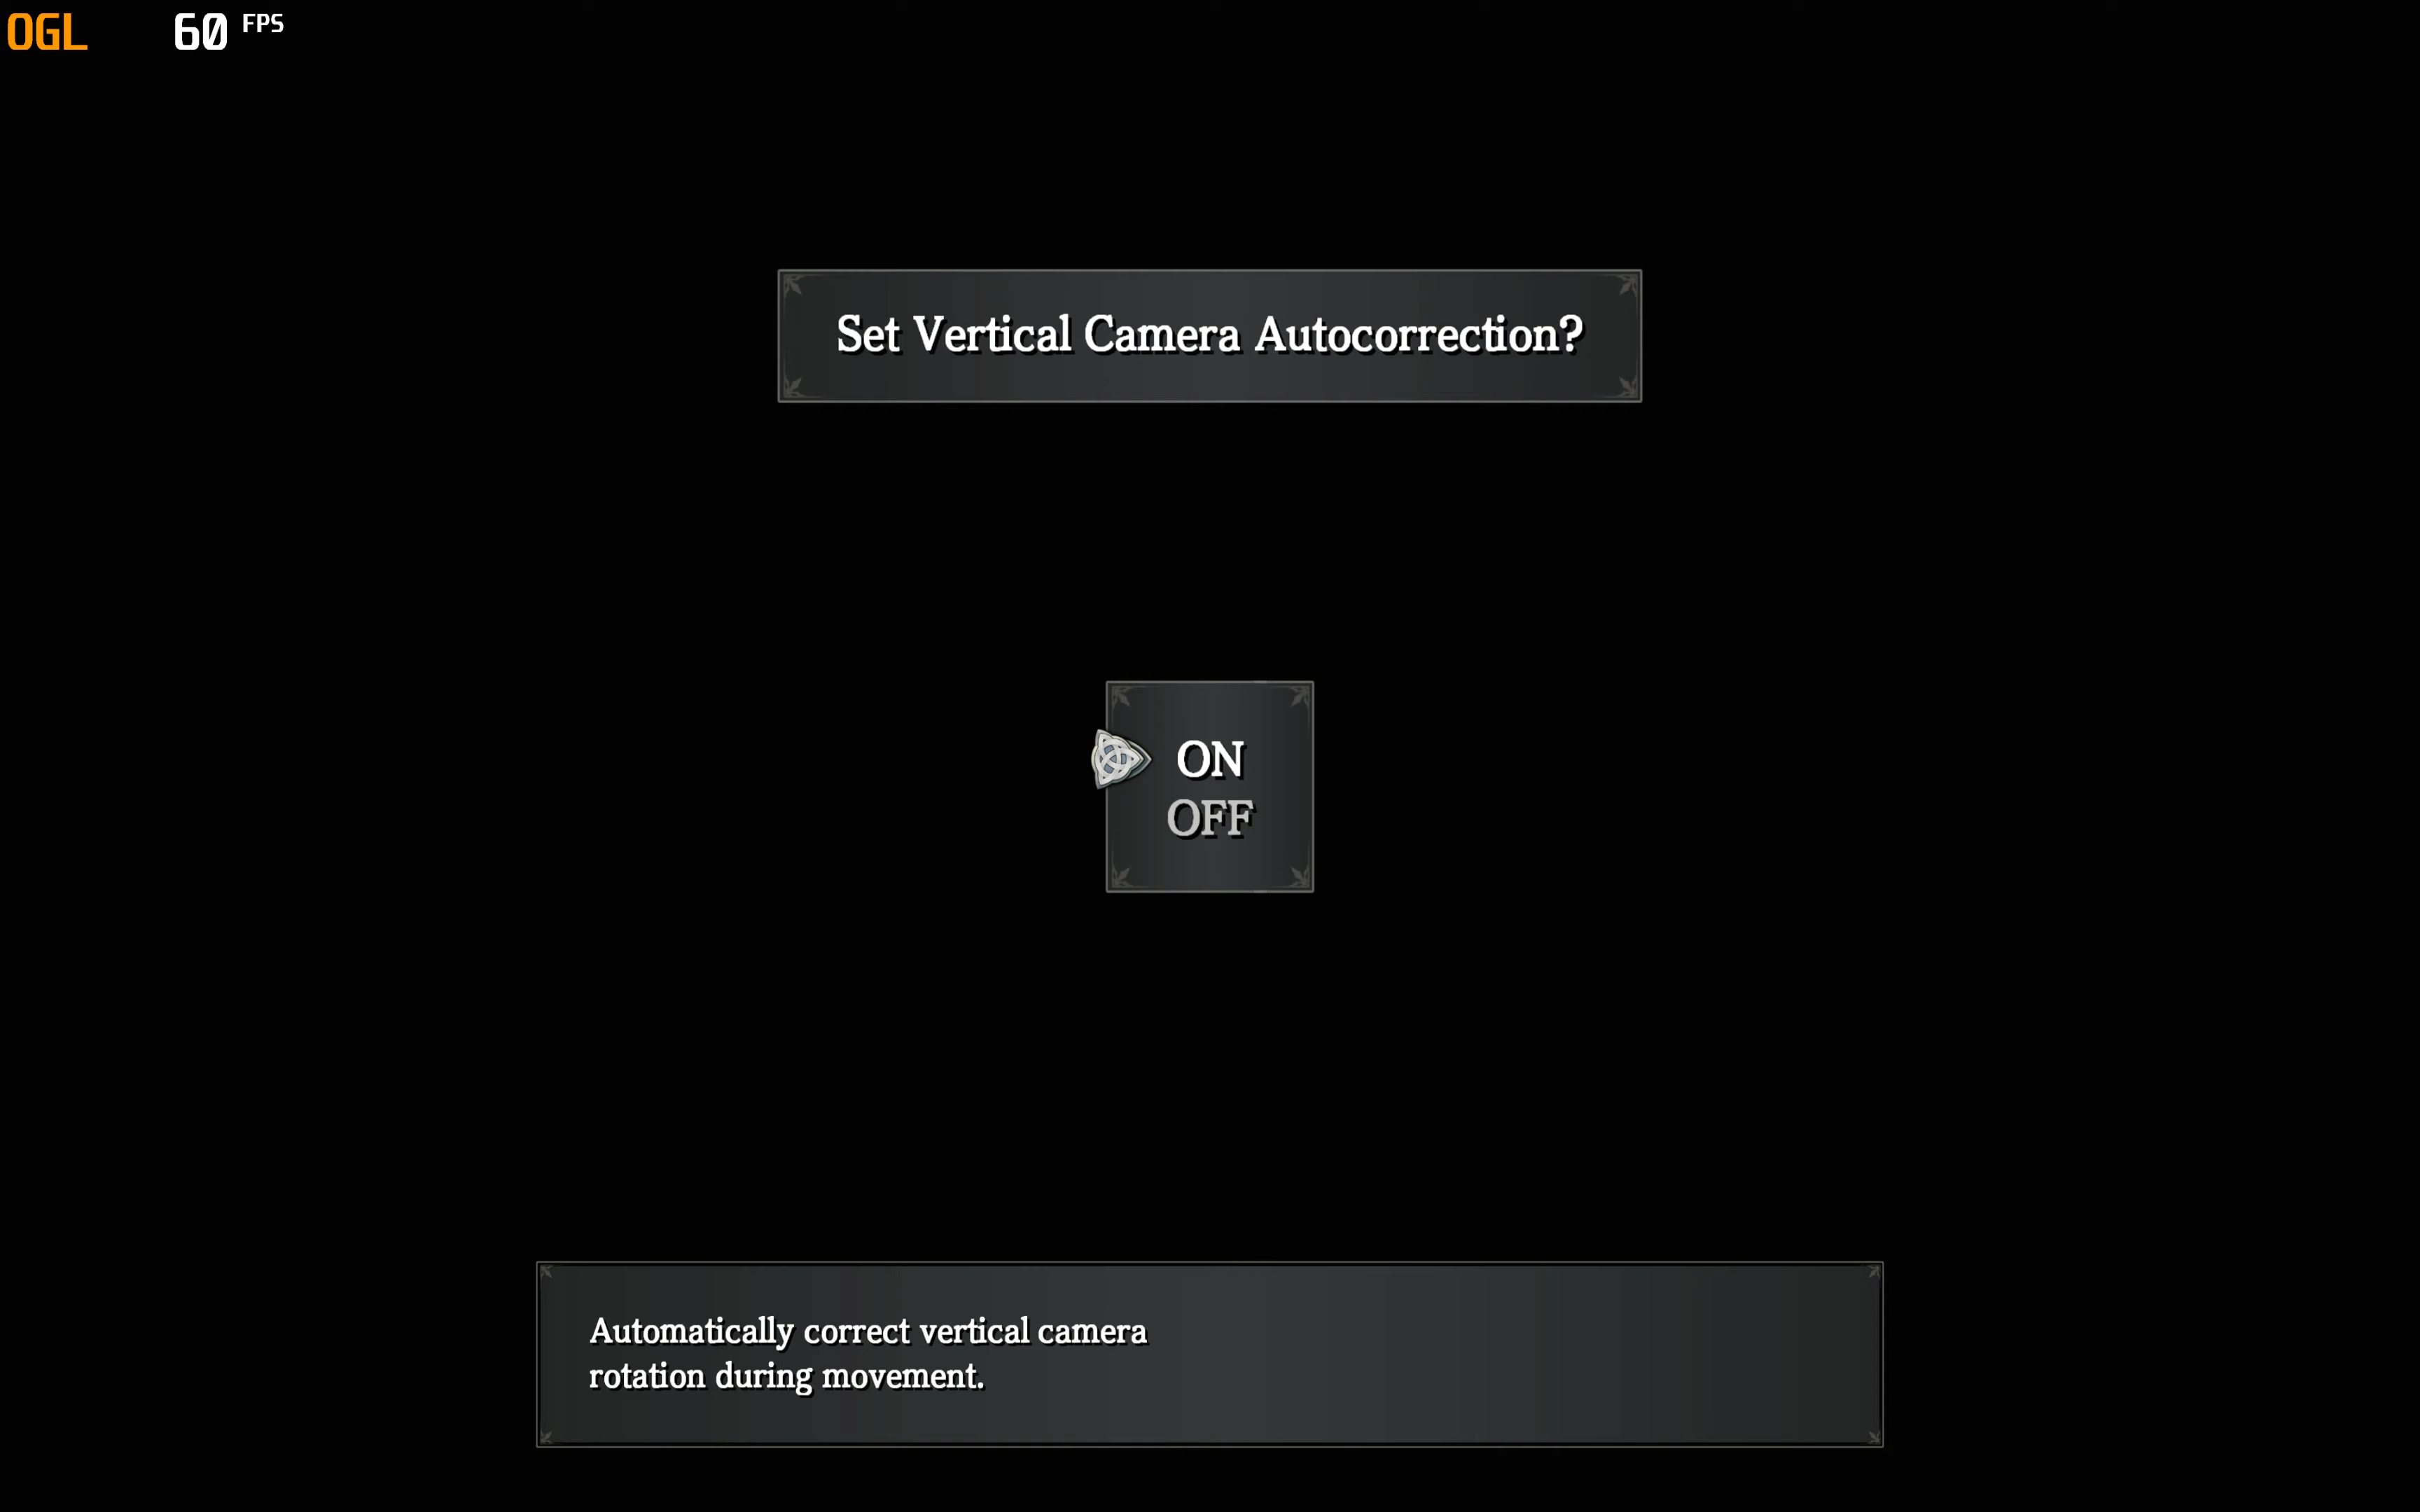 OGL 60 FPS
Set Vertical Camera Autocorrection?
ON
OFF
Automatically correct vertical camera
rotation during movement.